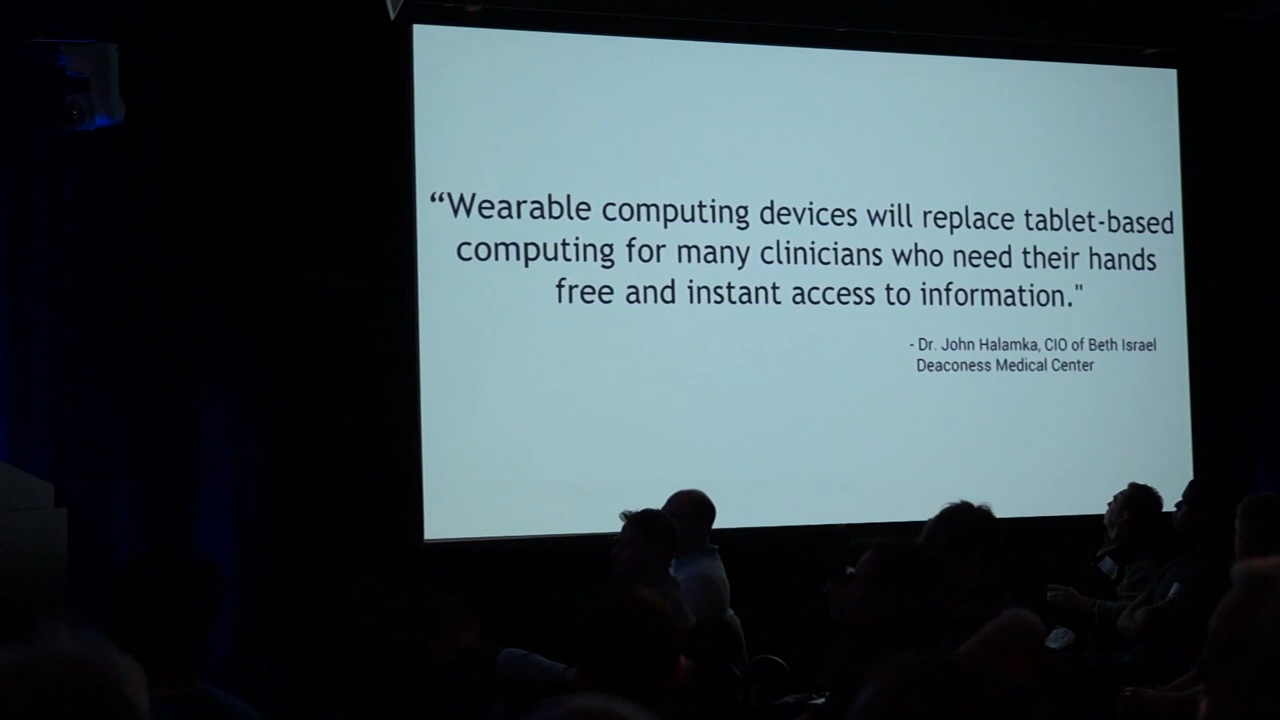 “Wearable computing devices will replace tablet-based
computing for many clinicians who need their hands
free and instant access to information."
- Dr. John Halamka, CIO of Beth Israel
Deaconess Medical Center